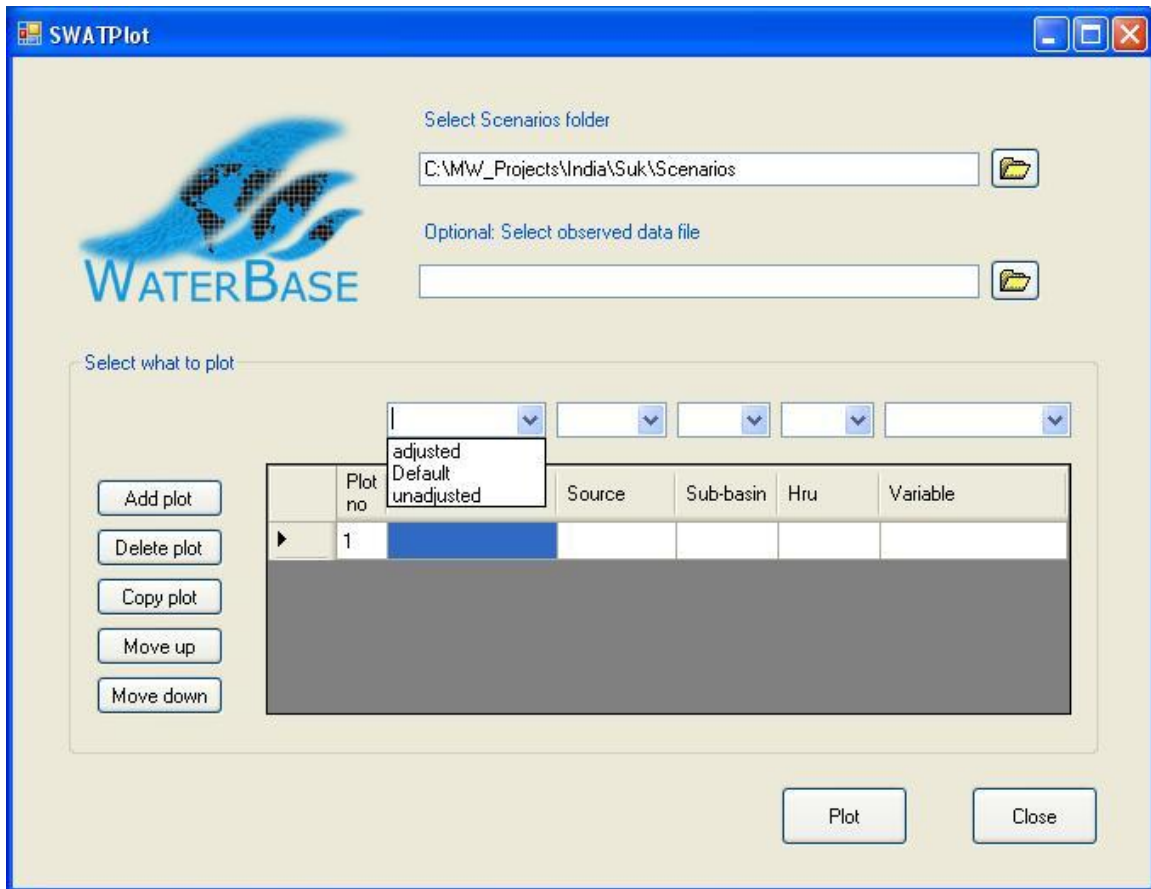 SWATPlot
Select Scenarios folder
C:\MW_Projects\India\Suk\Scenarios
Optional: Select observed data file
WATERBASE
Select what to plot
adjusted
Default
unadjusted
Plot no
Source
Sub-basin
Hru
Variable
1
Add plot
Delete plot
Copy plot
Move up
Move down
Plot
Close